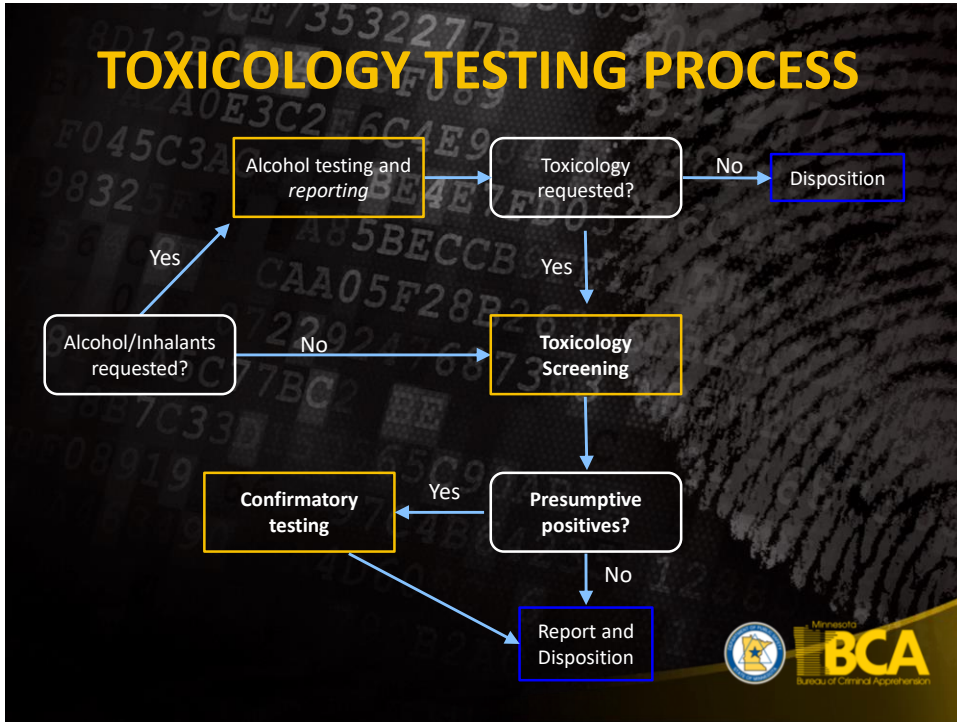 TOXICOLOGY TESTING PROCESS
Alcohol testing and
reporting
Toxicology
requested?
No
Disposition
Yes
Yes
Alcohol/Inhalants
requested?
No
Toxicology
Screening
Confirmatory
testing
Yes
Presumptive
positives?
No
Report and
Disposition
Minnesota
BCA
Bureau of Criminal Apprehension